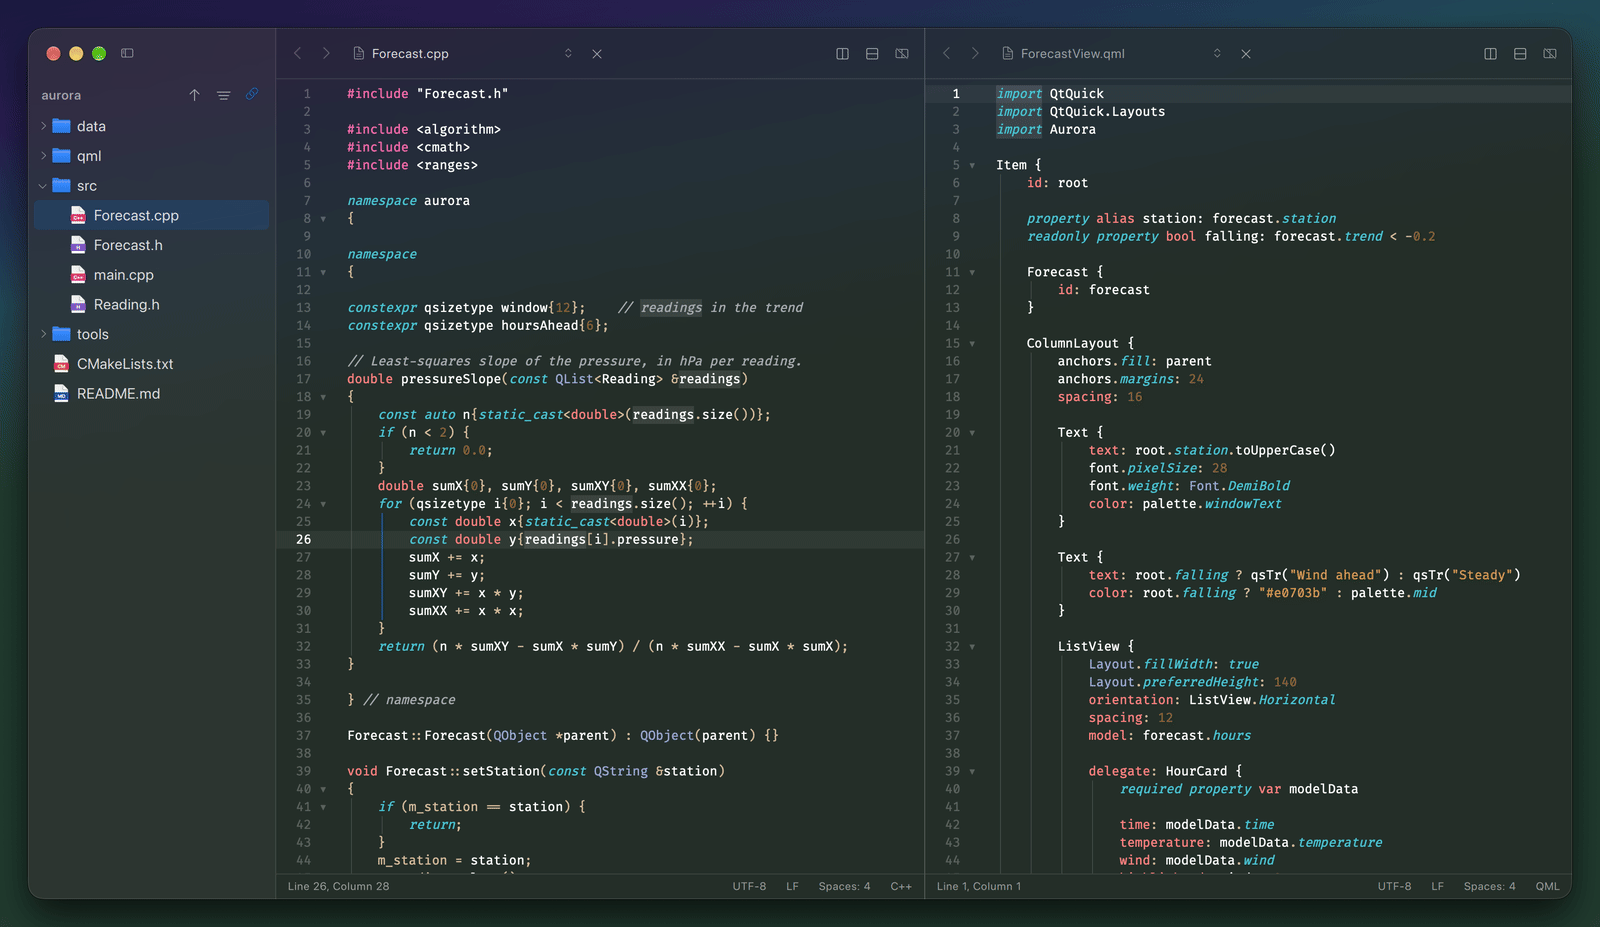 aurora
data
qml
src
Forecast.cpp
Forecast.h
main.cpp
Reading.h
tools
CMakeLists.txt
README.md
Forecast.cpp
1 #include "Forecast.h"
2
3 #include <algorithm>
4 #include <cmath>
5 #include <ranges>
6
7 namespace aurora
8 {
9
10 namespace
11 {
12
13 constexpr qsizetype window{12};    // readings in the trend
14 constexpr qsizetype hoursAhead{6};
15
16 // Least-squares slope of the pressure, in hPa per reading.
17 double pressureSlope(const QList<Reading> &readings)
18 {
19     const auto n{static_cast<double>(readings.size())};
20     if (n < 2) {
21         return 0.0;
22     }
23     double sumX{0}, sumY{0}, sumXY{0}, sumXX{0};
24     for (qsizetype i{0}; i < readings.size(); ++i) {
25         const double x{static_cast<double>(i)};
26         const double y{readings[i].pressure};
27         sumX += x;
28         sumY += y;
29         sumXY += x * y;
30         sumXX += x * x;
31     }
32     return (n * sumXY - sumX * sumY) / (n * sumXX - sumX * sumX);
33 }
34
35 } // namespace
36
37 Forecast::Forecast(QObject *parent) : QObject(parent) {}
38
39 void Forecast::setStation(const QString &station)
40 {
41     if (m_station == station) {
42         return;
43     }
44     m_station = station;
Line 26, Column 28
UTF-8 LF Spaces: 4 C++
ForecastView.qml
1 import QtQuick
2 import QtQuick.Layouts
3 import Aurora
4
5 Item {
6     id: root
7
8     property alias station: forecast.station
9     readonly property bool falling: forecast.trend < -0.2
10
11     Forecast {
12         id: forecast
13     }
14
15     ColumnLayout {
16         anchors.fill: parent
17         anchors.margins: 24
18         spacing: 16
19
20         Text {
21             text: root.station.toUpperCase()
22             font.pixelSize: 28
23             font.weight: Font.DemiBold
24             color: palette.windowText
25         }
26
27         Text {
28             text: root.falling ? qsTr("Wind ahead") : qsTr("Steady")
29             color: root.falling ? "#e0703b" : palette.mid
30         }
31
32         ListView {
33             Layout.fillWidth: true
34             Layout.preferredHeight: 140
35             orientation: ListView.Horizontal
36             spacing: 12
37             model: forecast.hours
38
39             delegate: HourCard {
40                 required property var modelData
41
42                 time: modelData.time
43                 temperature: modelData.temperature
44                 wind: modelData.wind
Line 1, Column 1
UTF-8 LF Spaces: 4 QML